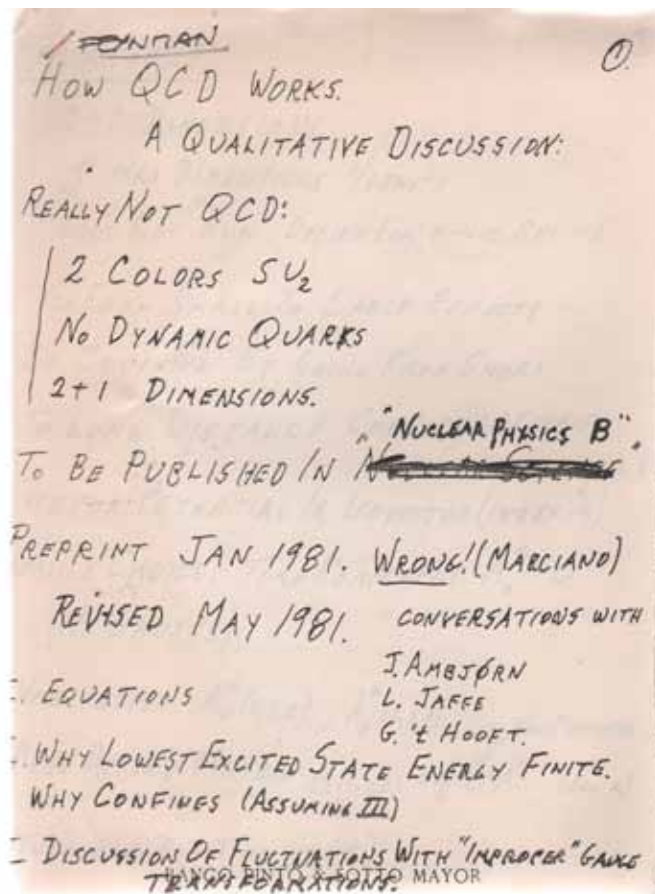 FEYNMAN
①
HOW QCD WORKS.
A QUALITATIVE DISCUSSION:
REALLY NOT QCD:
2 COLORS SU₂
NO DYNAMIC QUARKS
2+1 DIMENSIONS.
"NUCLEAR PHYSICS B"
TO BE PUBLISHED IN
PREPRINT JAN 1981. WRONG! (MARCIANO)
REVISED MAY 1981. CONVERSATIONS WITH
J. AMBJØRN
I. EQUATIONS L. JAFFE
G. 't HOOFT.
I. WHY LOWEST EXCITED STATE ENERGY FINITE.
WHY CONFINES (ASSUMING III)
I DISCUSSION OF FLUCTUATIONS WITH "IMPROPER" GAUGE
TRANSFORMATIONS.
BANCO PINTO & SOTTO MAYOR